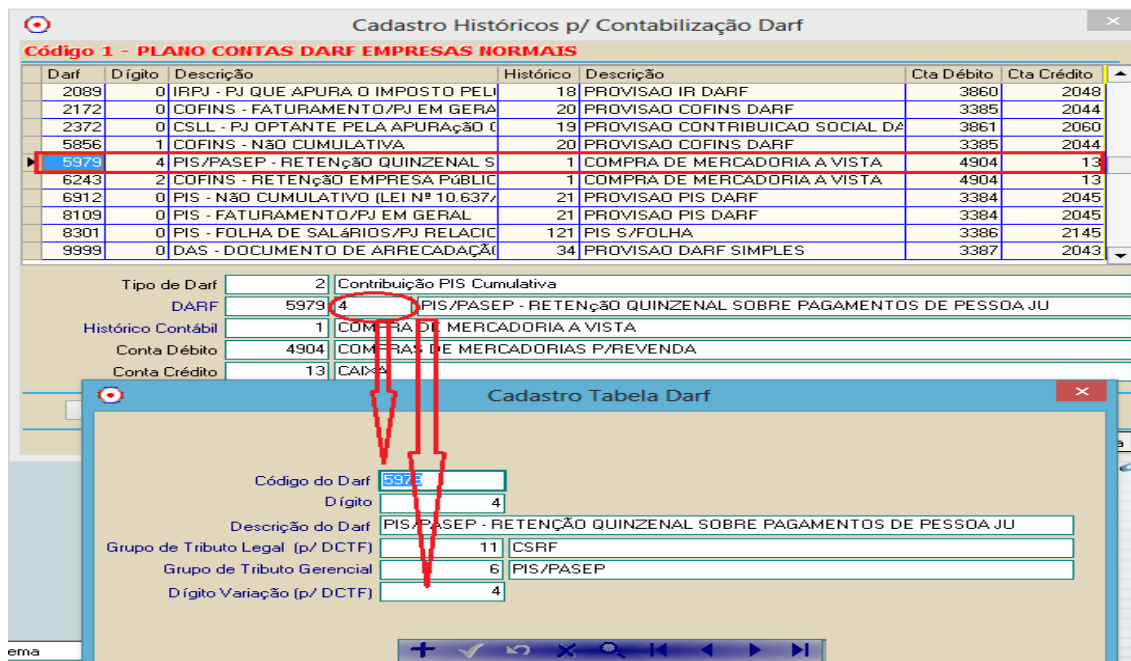 Cadastro Históricos p/ Contabilização Darf
Código 1 - PLANO CONTAS DARF EMPRESAS NORMAIS
Darf Dígito Descrição Histórico Descrição Cta Débito Cta Crédito
2089 0 IRPJ - PJ QUE APURA O IMPOSTO PEL 18 PROVISAO IR DARF 3860 2048
2172 0 COFINS - FATURAMENTO/PJ EM GERA 20 PROVISAO COFINS DARF 3385 2044
2372 0 CSLL - PJ OPTANTE PELA APURAçãO 19 PROVISAO CONTRIBUICAO SOCIAL DA 3861 2060
5856 1 COFINS - NãO CUMULATIVA 20 PROVISAO COFINS DARF 3385 2044
5979 4 PIS/PASEP - RETENçãO QUINZENAL S 1 COMPRA DE MERCADORIA A VISTA 4904 13
6243 2 COFINS - RETENçãO EMPRESA PúBLIC 1 COMPRA DE MERCADORIA A VISTA 4904 13
6912 0 PIS - NãO CUMULATIVO (LEI Nº 10.637/ 21 PROVISAO PIS DARF 3384 2045
8109 0 PIS - FATURAMENTO/PJ EM GERAL 21 PROVISAO PIS DARF 3384 2045
8301 0 PIS - FOLHA DE SALáRIOS/PJ RELACIC 121 PIS S/FOLHA 3386 2145
9999 0 DAS - DOCUMENTO DE ARRECADAÇÃ 34 PROVISAO DARF SIMPLES 3387 2043
Tipo de Darf 2 Contribuição PIS Cumulativa
DARF 5979 4 PIS/PASEP - RETENçãO QUINZENAL SOBRE PAGAMENTOS DE PESSOA JU
Histórico Contábil 1 COMPRA DE MERCADORIA A VISTA
Conta Débito 4904 COMPRAS DE MERCADORIAS P/REVENDA
Conta Crédito 13 CAIXA
Cadastro Tabela Darf
Código do Darf 5979
Dígito 4
Descrição do Darf PIS/PASEP - RETENÇÃO QUINZENAL SOBRE PAGAMENTOS DE PESSOA JU
Grupo de Tributo Legal (p/ DCTF) 11 CSRF
Grupo de Tributo Gerencial 6 PIS/PASEP
Dígito Variação (p/ DCTF) 4
ema